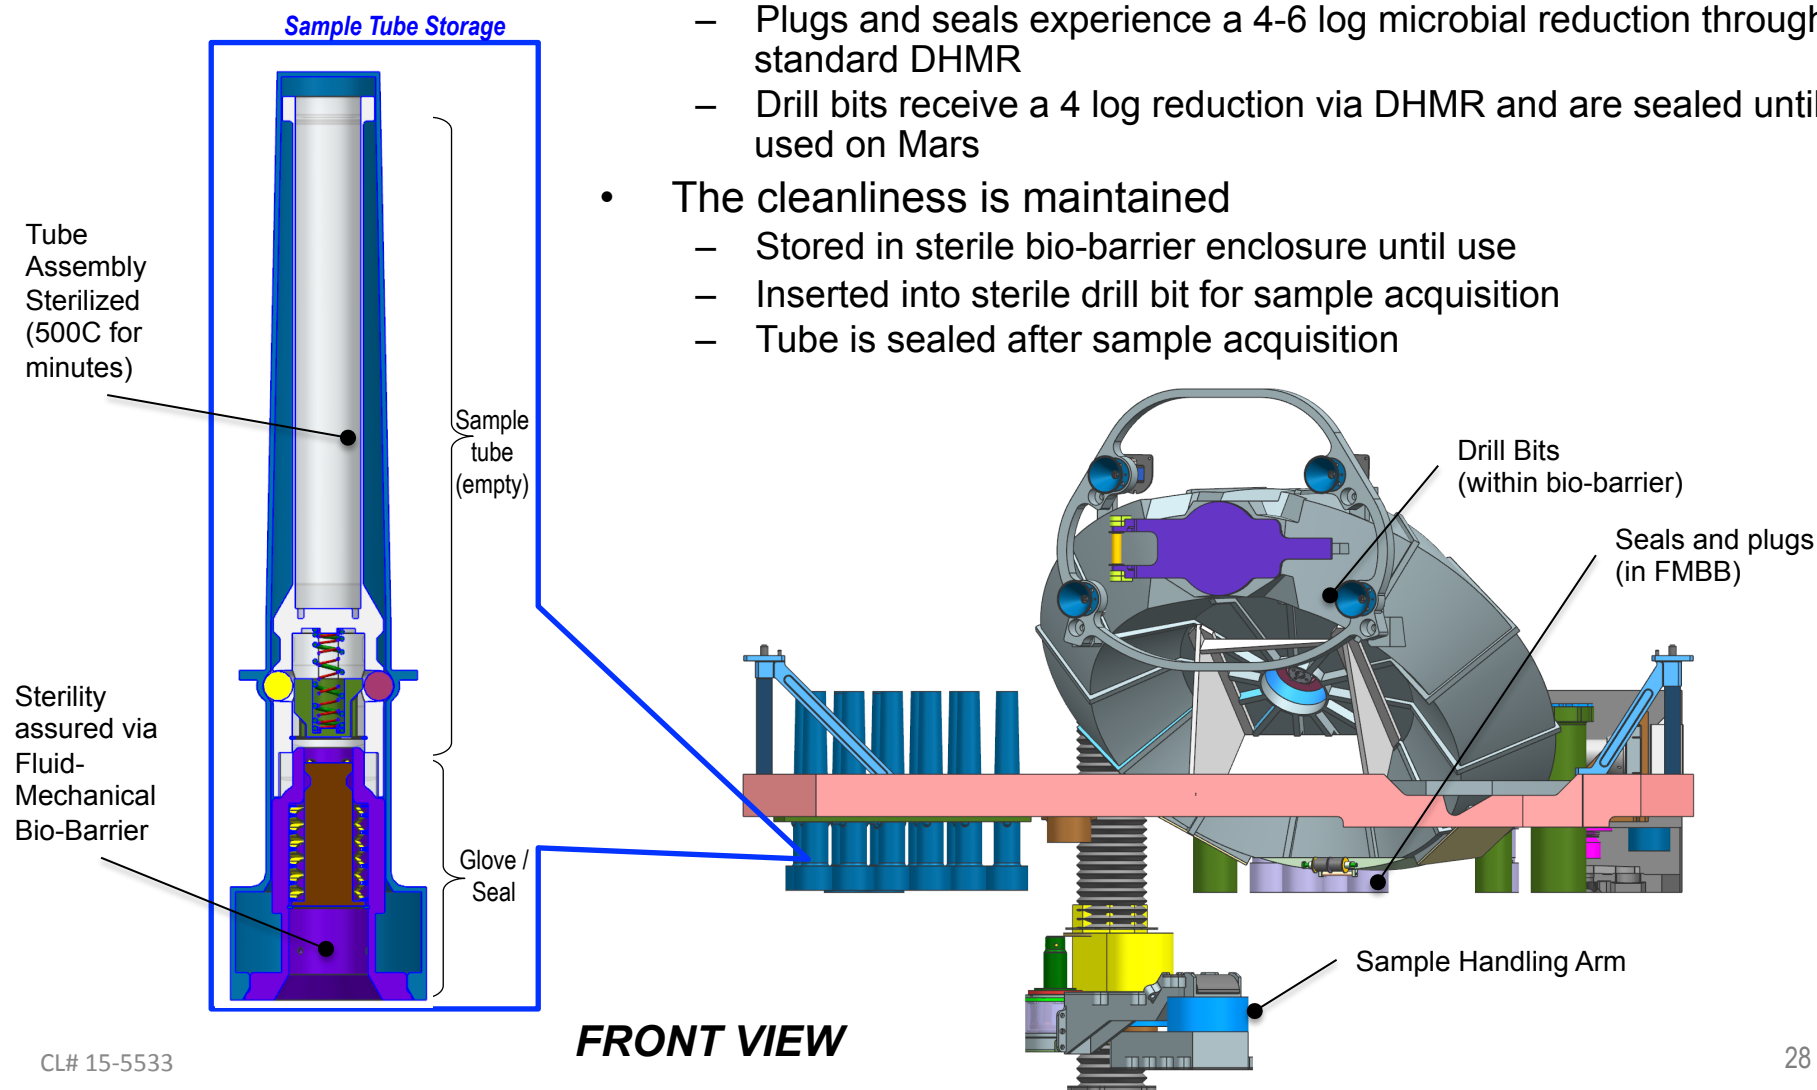 Sample Tube Storage
– Plugs and seals experience a 4-6 log microbial reduction through
standard DHMR
– Drill bits receive a 4 log reduction via DHMR and are sealed until
used on Mars
• The cleanliness is maintained
– Stored in sterile bio-barrier enclosure until use
– Inserted into sterile drill bit for sample acquisition
– Tube is sealed after sample acquisition
Tube
Assembly
Sterilized
(500C for
minutes)
Sample
tube
(empty)
Sterility
assured via
Fluid-
Mechanical
Bio-Barrier
Glove /
Seal
Drill Bits
(within bio-barrier)
Seals and plugs
(in FMBB)
Sample Handling Arm
FRONT VIEW
CL# 15-5533
28